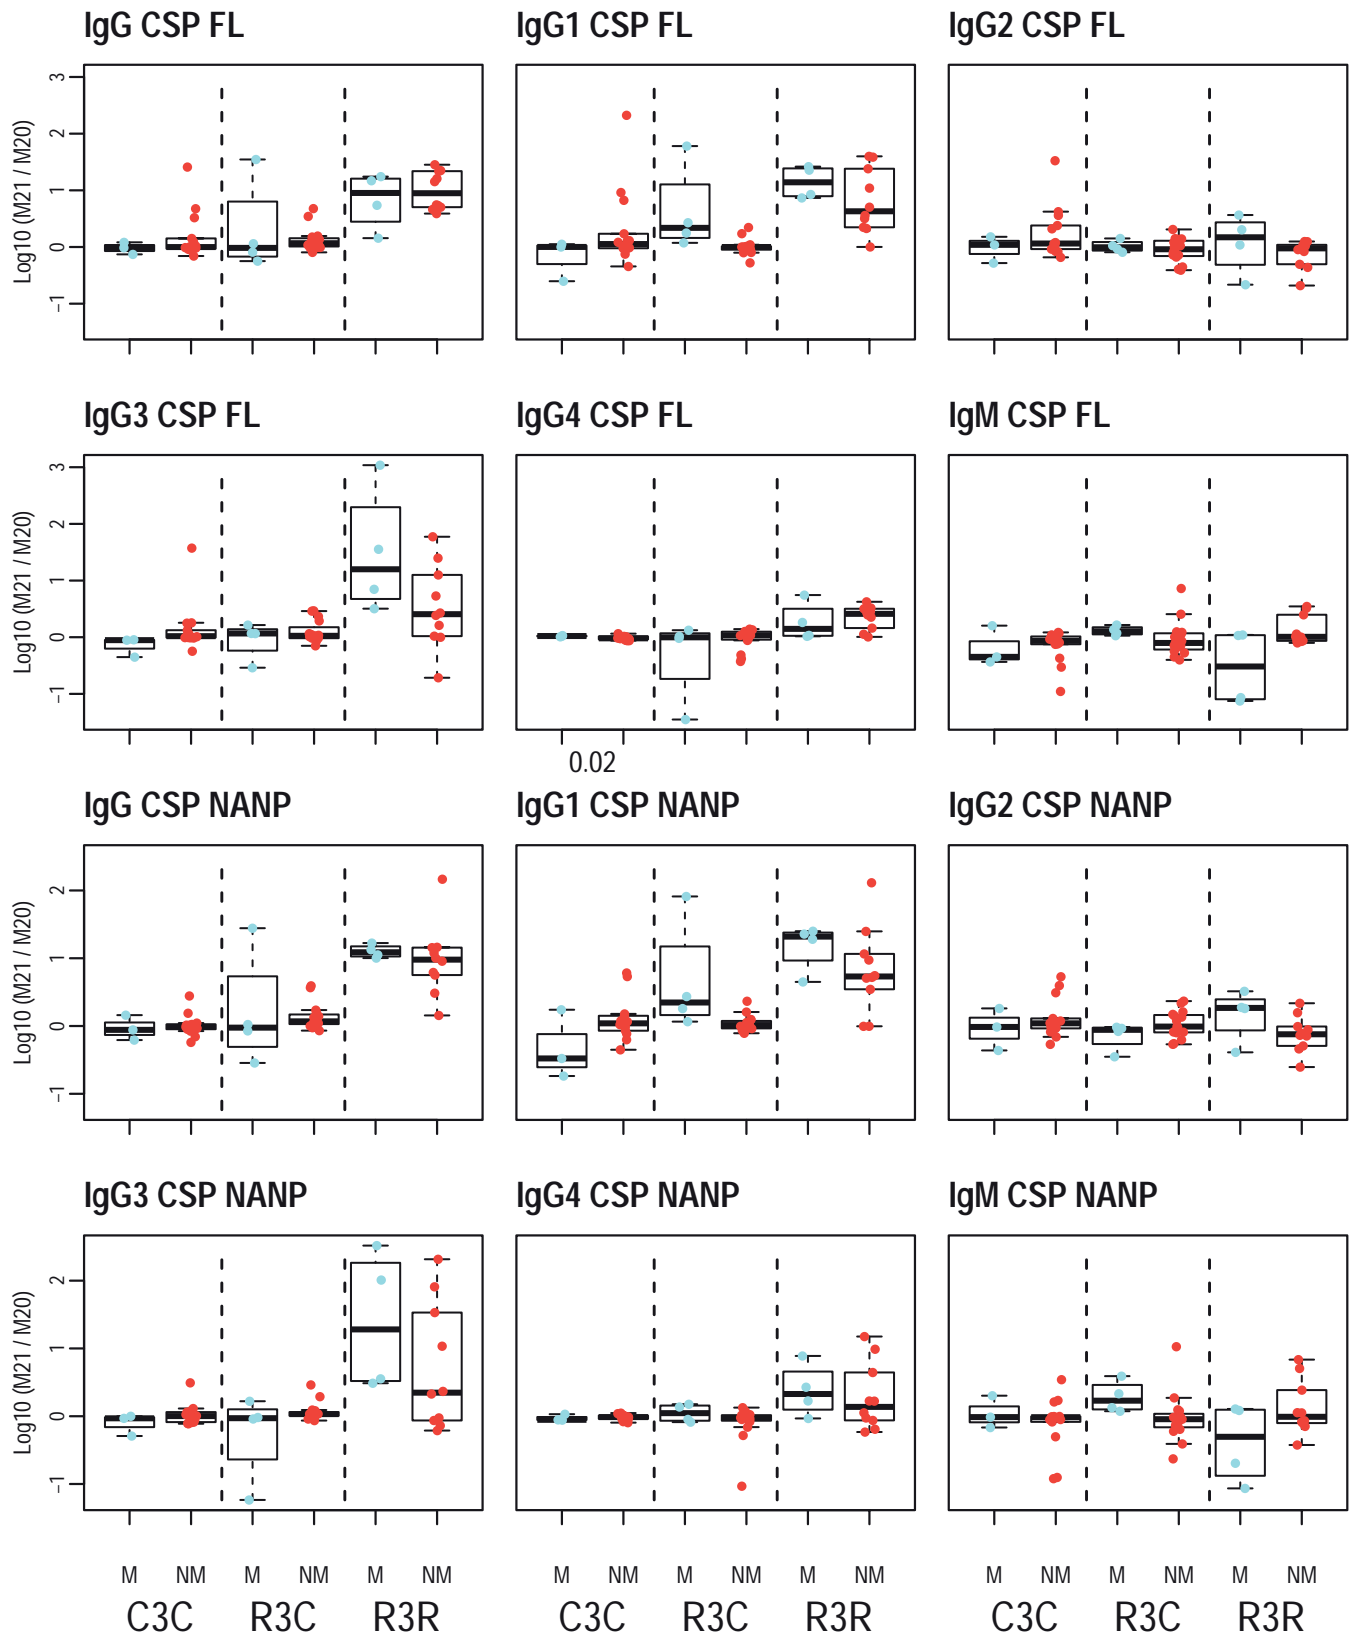 IgG CSP FL IgG1 CSP FL IgG2 CSP FL
Log10 (M21 / M20)
3
2
1
0
−1
IgG3 CSP FL IgG4 CSP FL IgM CSP FL
Log10 (M21 / M20)
3
2
1
0
−1
0.02
IgG CSP NANP IgG1 CSP NANP IgG2 CSP NANP
Log10 (M21 / M20)
2
1
0
−1
IgG3 CSP NANP IgG4 CSP NANP IgM CSP NANP
Log10 (M21 / M20)
2
1
0
−1
M NM M NM M NM M NM M NM M NM M NM M NM M NM
C3C R3C R3R C3C R3C R3R C3C R3C R3R